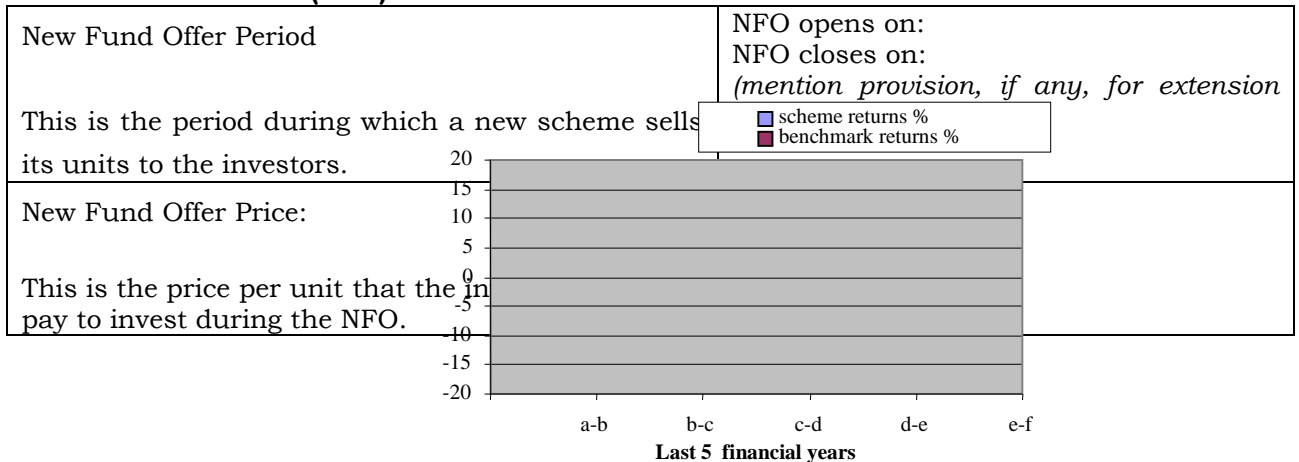 New Fund Offer Period
This is the period during which a new scheme sells
its units to the investors.
NFO opens on:
NFO closes on:
(mention provision, if any, for extension
New Fund Offer Price:
This is the price per unit that the in
pay to invest during the NFO.
scheme returns %
benchmark returns %
20
15
10
5
0
-5
-10
-15
-20
a-b b-c c-d d-e e-f
Last 5 financial years